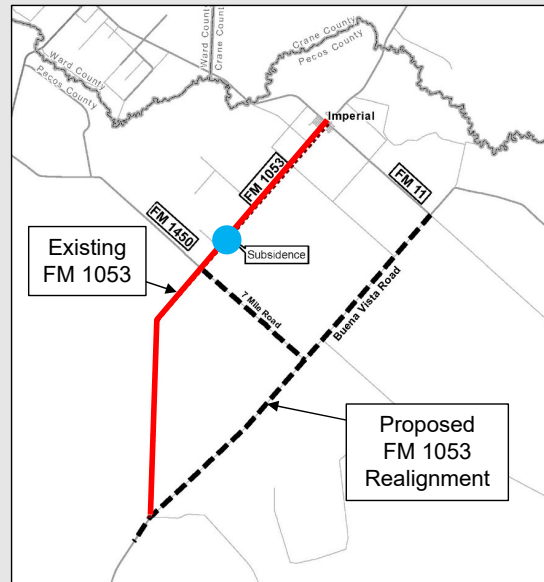 Ward County
Crane County
Crane County
Pecos County
Ward County
Pecos County
Imperial
FM 1053
FM 11
FM 1450
Existing
FM 1053
Subsidence
7 Mile Road
Buena Vista Road
Proposed
FM 1053
Realignment